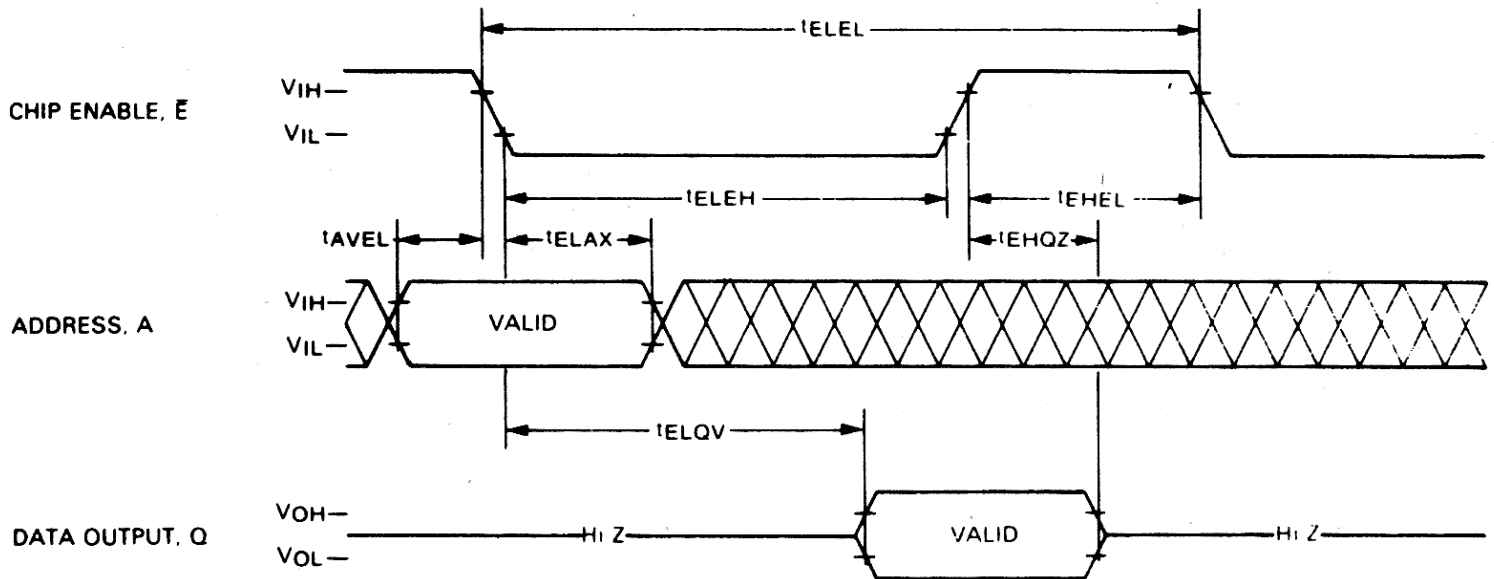 tELEL
CHIP ENABLE, Ē
VIH
VIL
tELEH
tEHEL
tAVEL
tELAX
tEHQZ
ADDRESS, A
VIH
VIL
VALID
tELQV
DATA OUTPUT, Q
VOH
VOL
HI Z
VALID
HI Z